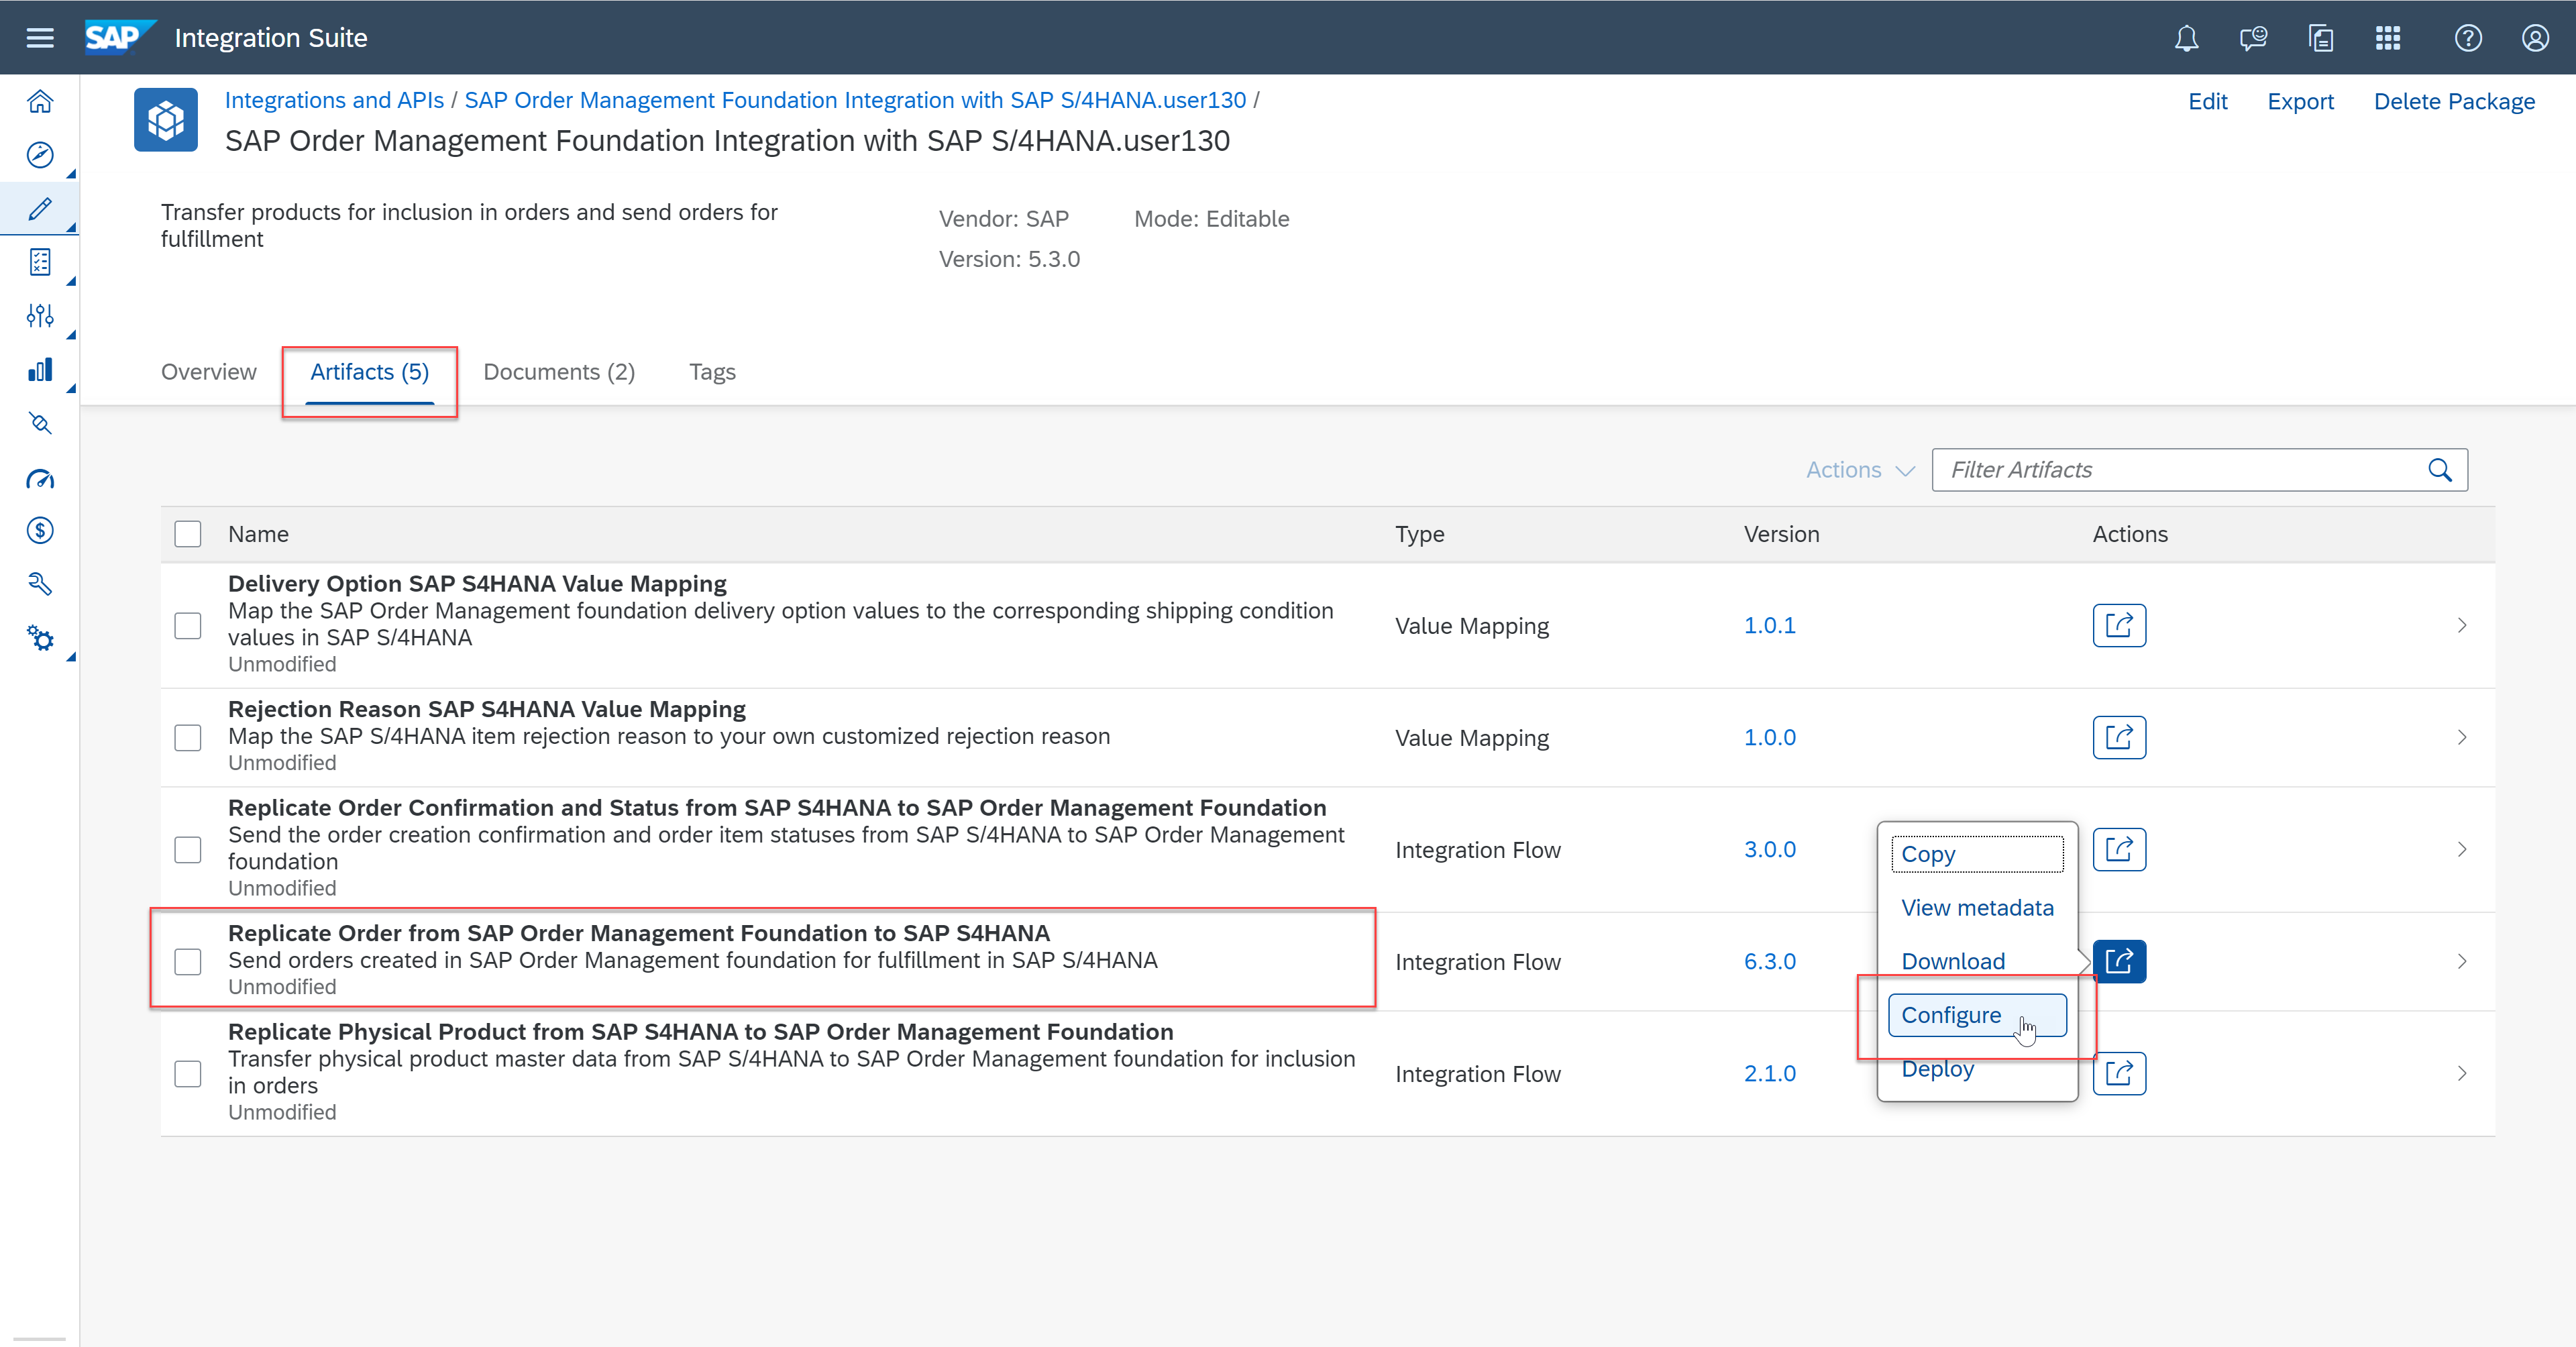 SAP Integration Suite
Integrations and APIs / SAP Order Management Foundation Integration with SAP S/4HANA.user130 /
Edit Export Delete Package
SAP Order Management Foundation Integration with SAP S/4HANA.user130
Transfer products for inclusion in orders and send orders for
fulfillment
Vendor: SAP Mode: Editable
Version: 5.3.0
Overview Artifacts (5) Documents (2) Tags
Actions Filter Artifacts
Name Type Version Actions
Delivery Option SAP S4HANA Value Mapping
Map the SAP Order Management foundation delivery option values to the corresponding shipping condition
values in SAP S/4HANA
Unmodified
Value Mapping 1.0.1
Rejection Reason SAP S4HANA Value Mapping
Map the SAP S/4HANA item rejection reason to your own customized rejection reason
Unmodified
Value Mapping 1.0.0
Replicate Order Confirmation and Status from SAP S4HANA to SAP Order Management Foundation
Send the order creation confirmation and order item statuses from SAP S/4HANA to SAP Order Management
foundation
Unmodified
Integration Flow 3.0.0
Replicate Order from SAP Order Management Foundation to SAP S4HANA
Send orders created in SAP Order Management foundation for fulfillment in SAP S/4HANA
Unmodified
Integration Flow 6.3.0
Replicate Physical Product from SAP S4HANA to SAP Order Management Foundation
Transfer physical product master data from SAP S/4HANA to SAP Order Management foundation for inclusion
in orders
Unmodified
Integration Flow 2.1.0
Copy
View metadata
Download
Configure
Deploy